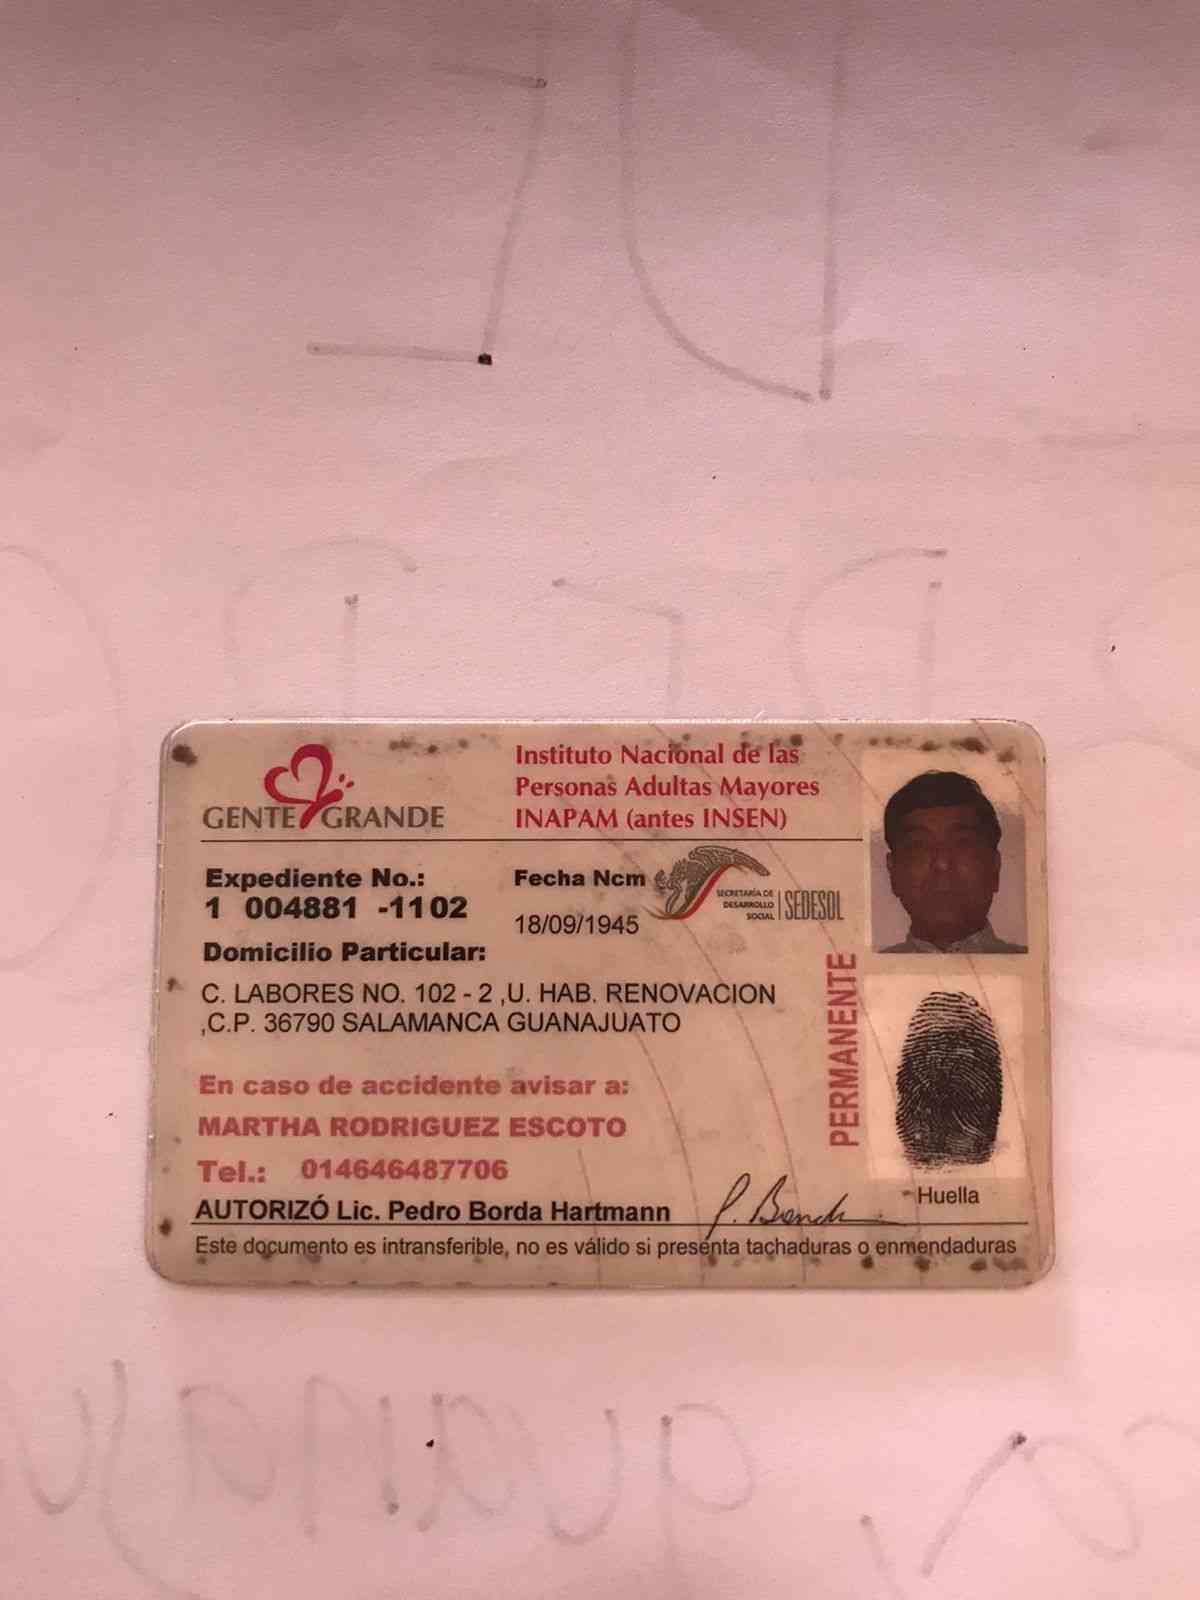 GENTE GRANDE
Instituto Nacional de las
Personas Adultas Mayores
INAPAM (antes INSEN)
Expediente No.:
1 004881 -1102
Fecha Ncm
18/09/1945
SECRETARÍA DE
DESARROLLO
SOCIAL
SEDESOL
Domicilio Particular:
C. LABORES NO. 102 - 2 ,U. HAB. RENOVACION
,C.P. 36790 SALAMANCA GUANAJUATO
PERMANENTE
En caso de accidente avisar a:
MARTHA RODRIGUEZ ESCOTO
Tel.: 014646487706
Huella
AUTORIZÓ Lic. Pedro Borda Hartmann
Este documento es intransferible, no es válido si presenta tachaduras o enmendaduras